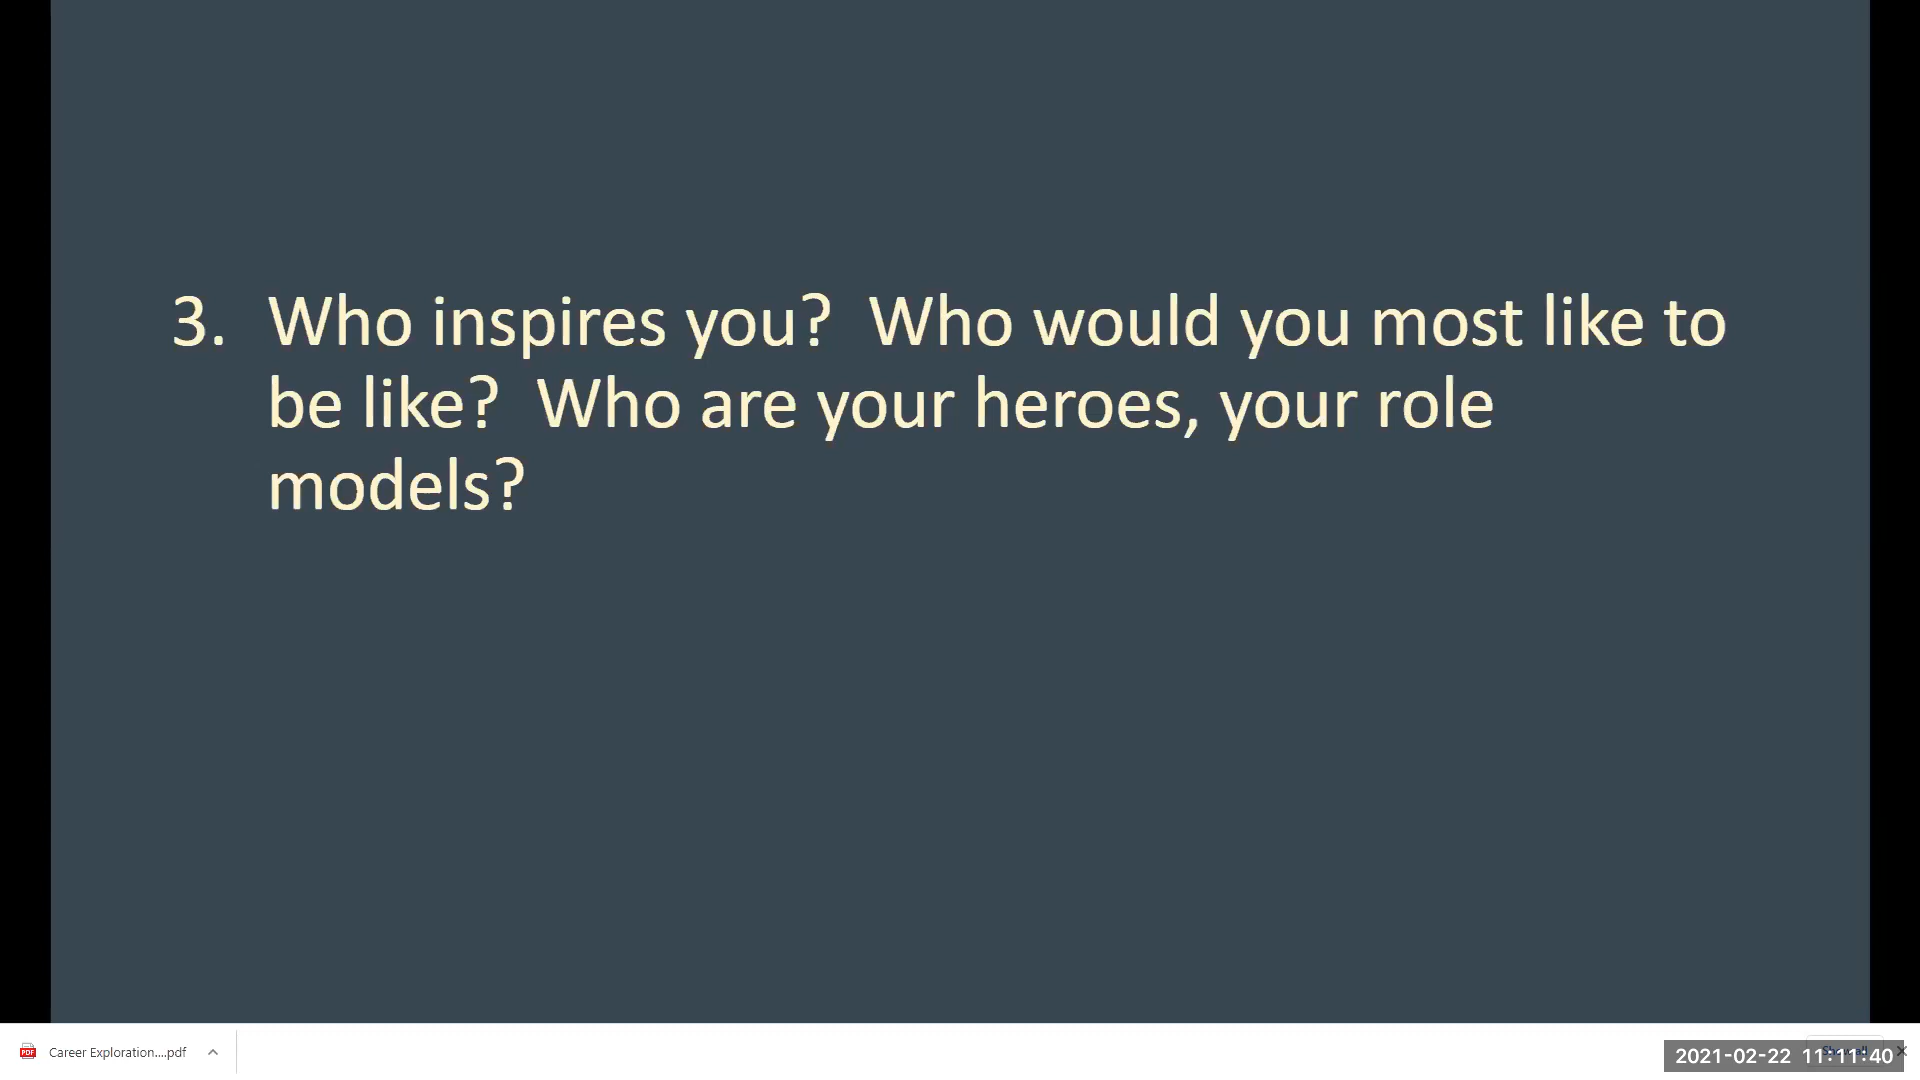 3. Who inspires you?  Who would you most like to
be like?  Who are your heroes, your role
models?
Career Exploration....pdf
2021-02-22 11:11:40